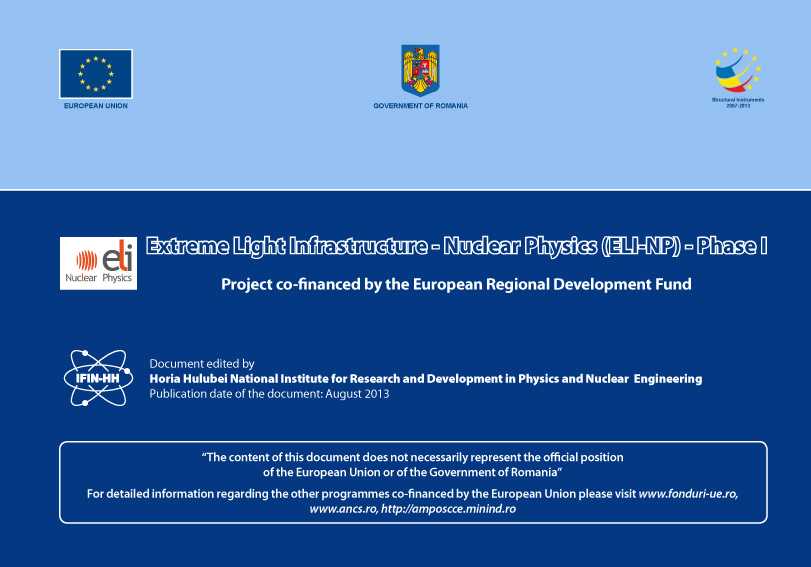 EUROPEAN UNION
GOVERNMENT OF ROMANIA
Structural Instruments
2007-2013
eli
Nuclear Physics
Extreme Light Infrastructure - Nuclear Physics (ELI-NP) - Phase I
Project co-financed by the European Regional Development Fund
IFIN-HH
Document edited by
Horia Hulubei National Institute for Research and Development in Physics and Nuclear Engineering
Publication date of the document: August 2013
“The content of this document does not necessarily represent the official position
of the European Union or of the Government of Romania”
For detailed information regarding the other programmes co-financed by the European Union please visit www.fonduri-ue.ro,
www.ancs.ro, http://amposcce.minind.ro